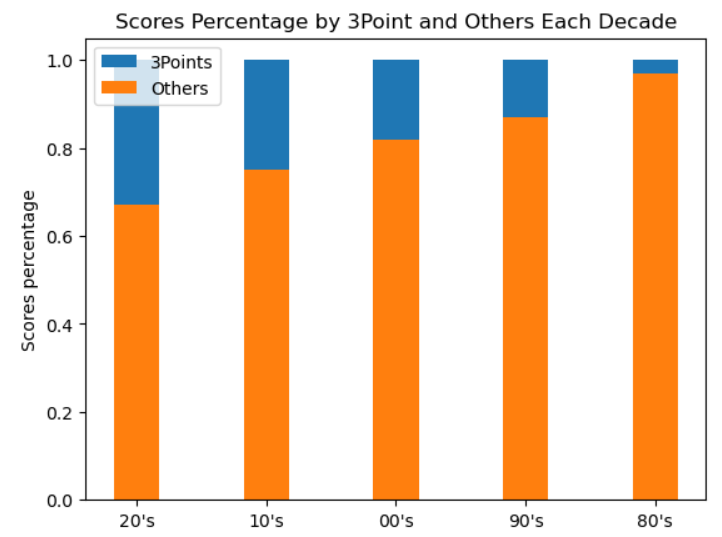 Scores Percentage by 3Point and Others Each Decade
3Points
Others
Scores percentage
1.0
0.8
0.6
0.4
0.2
0.0
20's 10's 00's 90's 80's